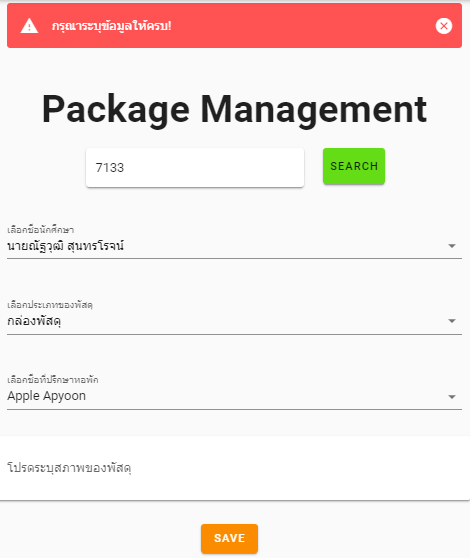 กรุณาระบุข้อมูลให้ครบ!
Package Management
7133
SEARCH
เลือกชื่อนักศึกษา
นายณัฐวุฒิ สุนทรโรจน์
เลือกประเภทของพัสดุ
กล่องพัสดุ
เลือกชื่อที่ปรึกษาหอพัก
Apple Apyoon
โปรดระบุสภาพของพัสดุ
SAVE